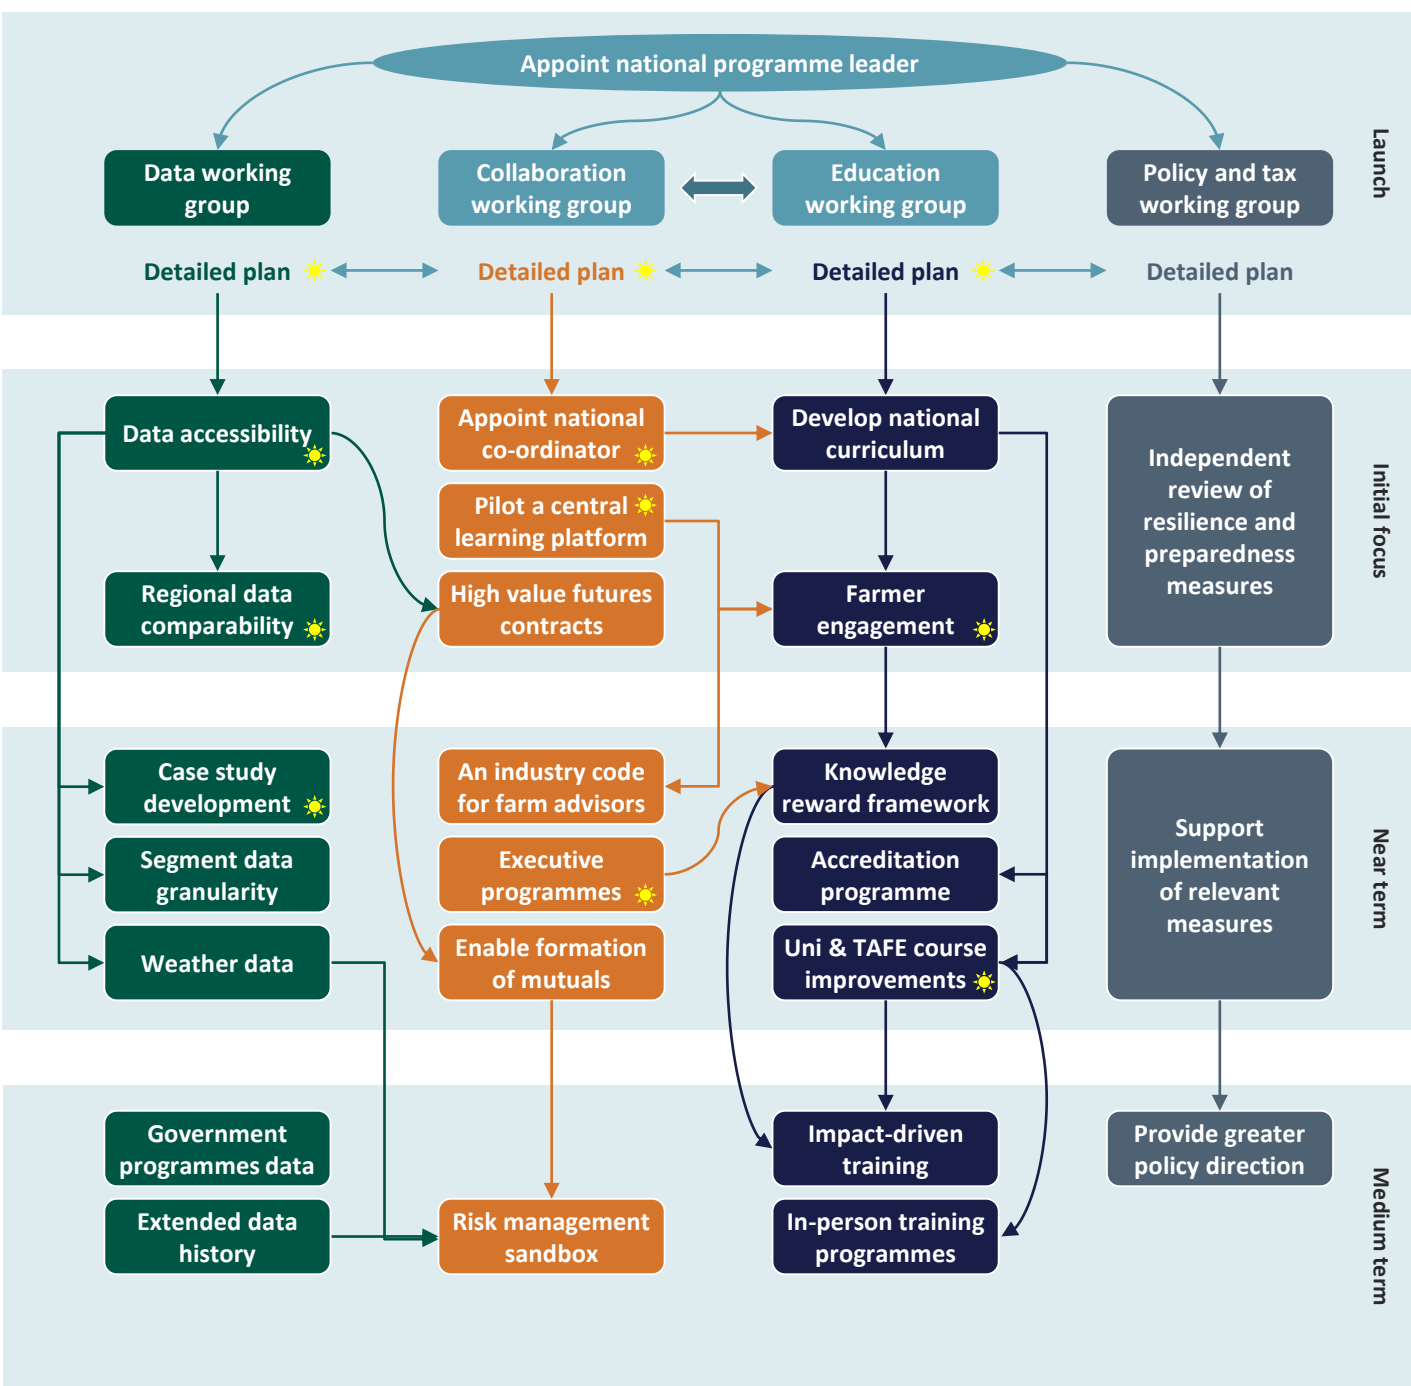 Appoint national programme leader
Data working
group
Collaboration
working group
Education
working group
Policy and tax
working group
Launch
Detailed plan
Detailed plan
Detailed plan
Detailed plan
Data accessibility
Appoint national
co-ordinator
Develop national
curriculum
Independent
review of
resilience and
preparedness
measures
Initial focus
Pilot a central
learning platform
Regional data
comparability
High value futures
contracts
Farmer
engagement
Case study
development
An industry code
for farm advisors
Knowledge
reward framework
Support
implementation
of relevant
measures
Near term
Segment data
granularity
Executive
programmes
Accreditation
programme
Weather data
Enable formation
of mutuals
Uni & TAFE course
improvements
Government
programmes data
Impact-driven
training
Provide greater
policy direction
Medium term
Extended data
history
Risk management
sandbox
In-person training
programmes